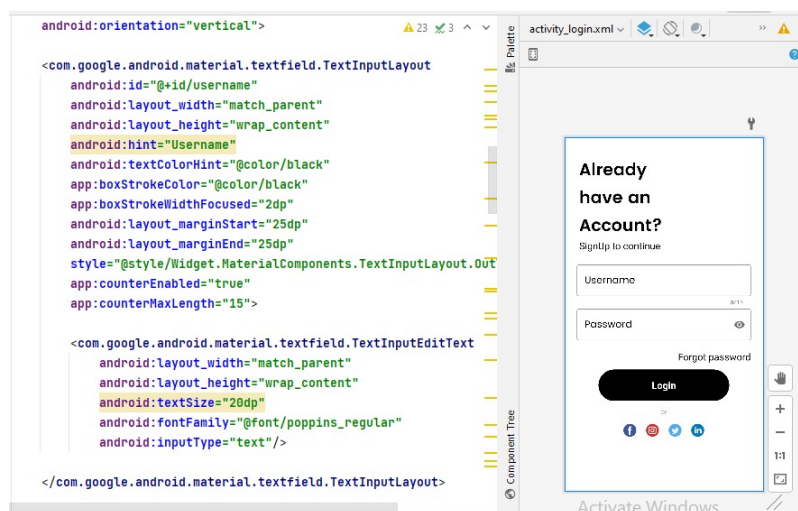 android:orientation="vertical">
23 3
<com.google.android.material.textfield.TextInputLayout
android:id="@+id/username"
android:layout_width="match_parent"
android:layout_height="wrap_content"
android:hint="Username"
android:textColorHint="@color/black"
app:boxStrokeColor="@color/black"
app:boxStrokeWidthFocused="2dp"
android:layout_marginStart="25dp"
android:layout_marginEnd="25dp"
style="@style/Widget.MaterialComponents.TextInputLayout.Out
app:counterEnabled="true"
app:counterMaxLength="15">
<com.google.android.material.textfield.TextInputEditText
android:layout_width="match_parent"
android:layout_height="wrap_content"
android:textSize="20dp"
android:fontFamily="@font/poppins_regular"
android:inputType="text"/>
</com.google.android.material.textfield.TextInputLayout>
Palette
Component Tree
activity_login.xml
Already
have an
Account?
SignUp to continue
Username
0/15
Password
Forgot password
Login
or
1:1
Activate Windows